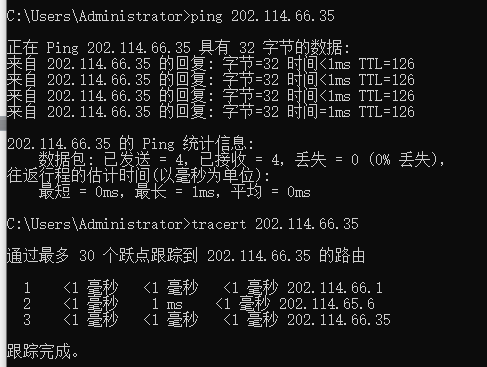 C:\Users\Administrator>ping 202.114.66.35
正在 Ping 202.114.66.35 具有 32 字节的数据:
来自 202.114.66.35 的回复: 字节=32 时间<1ms TTL=126
来自 202.114.66.35 的回复: 字节=32 时间<1ms TTL=126
来自 202.114.66.35 的回复: 字节=32 时间<1ms TTL=126
来自 202.114.66.35 的回复: 字节=32 时间=1ms TTL=126
202.114.66.35 的 Ping 统计信息:
数据包: 已发送 = 4, 已接收 = 4, 丢失 = 0 (0% 丢失),
往返行程的估计时间(以毫秒为单位):
最短 = 0ms, 最长 = 1ms, 平均 = 0ms
C:\Users\Administrator>tracert 202.114.66.35
通过最多 30 个跃点跟踪到 202.114.66.35 的路由
1 <1 毫秒 <1 毫秒 <1 毫秒 202.114.66.1
2 <1 毫秒 1 ms <1 毫秒 202.114.65.6
3 <1 毫秒 <1 毫秒 <1 毫秒 202.114.66.35
跟踪完成。